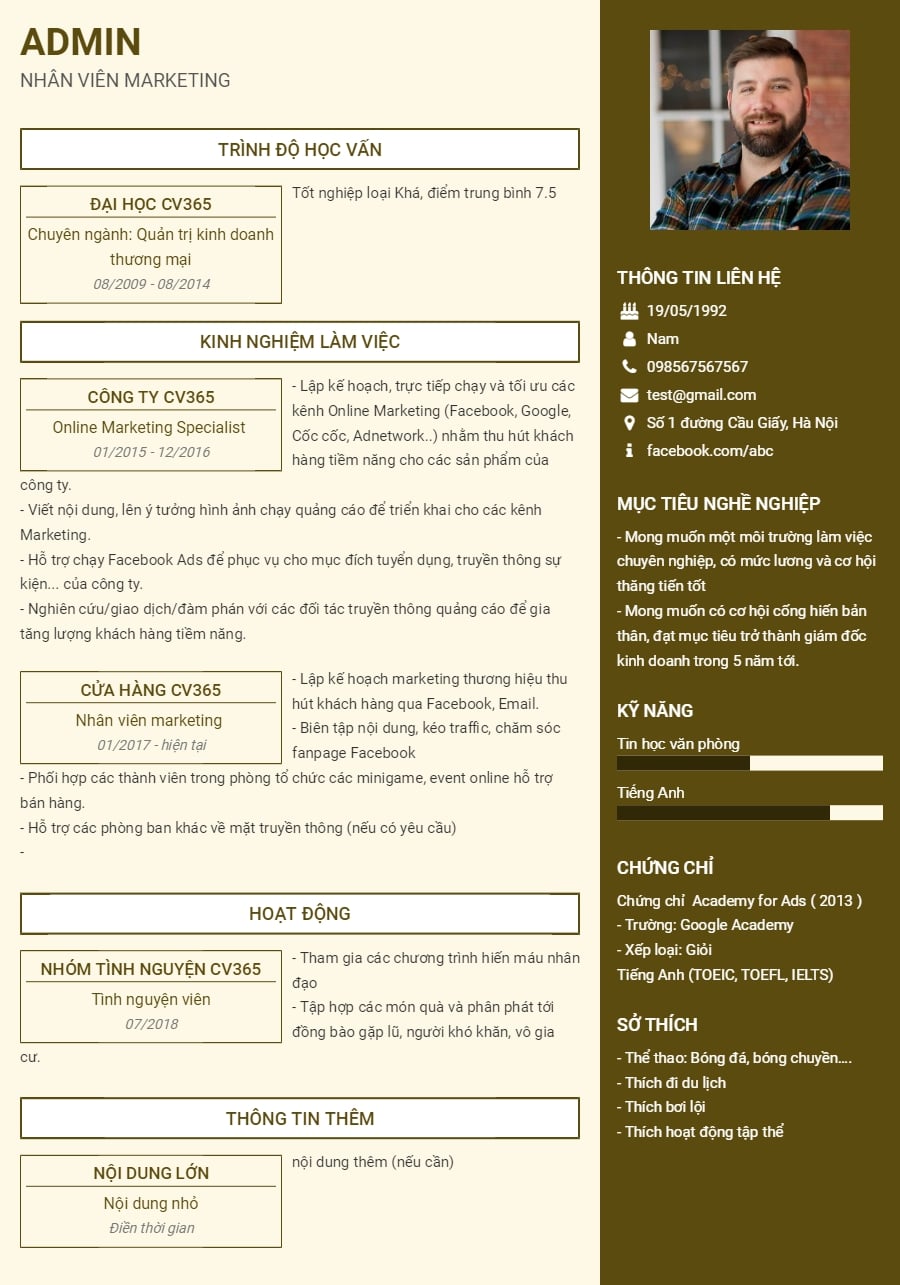 ADMIN
NHÂN VIÊN MARKETING
TRÌNH ĐỘ HỌC VẤN
ĐẠI HỌC CV365
Chuyên ngành: Quản trị kinh doanh
thương mại
08/2009 - 08/2014
Tốt nghiệp loại Khá, điểm trung bình 7.5
KINH NGHIỆM LÀM VIỆC
CÔNG TY CV365
Online Marketing Specialist
01/2015 - 12/2016
- Lập kế hoạch, trực tiếp chạy và tối ưu các
kênh Online Marketing (Facebook, Google,
Cốc cốc, Adnetwork..) nhằm thu hút khách
hàng tiềm năng cho các sản phẩm của
công ty.
- Viết nội dung, lên ý tưởng hình ảnh chạy quảng cáo để triển khai cho các kênh
Marketing.
- Hỗ trợ chạy Facebook Ads để phục vụ cho mục đích tuyển dụng, truyền thông sự
kiện... của công ty.
- Nghiên cứu/giao dịch/đàm phán với các đối tác truyền thông quảng cáo để gia
tăng lượng khách hàng tiềm năng.
CỬA HÀNG CV365
Nhân viên marketing
01/2017 - hiện tại
- Lập kế hoạch marketing thương hiệu thu
hút khách hàng qua Facebook, Email.
- Biên tập nội dung, kéo traffic, chăm sóc
fanpage Facebook
- Phối hợp các thành viên trong phòng tổ chức các minigame, event online hỗ trợ
bán hàng.
- Hỗ trợ các phòng ban khác về mặt truyền thông (nếu có yêu cầu)
-
HOẠT ĐỘNG
NHÓM TÌNH NGUYỆN CV365
Tình nguyện viên
07/2018
- Tham gia các chương trình hiến máu nhân
đạo
- Tập hợp các món quà và phân phát tới
đồng bào gặp lũ, người khó khăn, vô gia
cư.
THÔNG TIN THÊM
NỘI DUNG LỚN
Nội dung nhỏ
Điền thời gian
nội dung thêm (nếu cần)
THÔNG TIN LIÊN HỆ
19/05/1992
Nam
098567567567
test@gmail.com
Số 1 đường Cầu Giấy, Hà Nội
facebook.com/abc
MỤC TIÊU NGHỀ NGHIỆP
- Mong muốn một môi trường làm việc
chuyên nghiệp, có mức lương và cơ hội
thăng tiến tốt
- Mong muốn có cơ hội cống hiến bản
thân, đạt mục tiêu trở thành giám đốc
kinh doanh trong 5 năm tới.
KỸ NĂNG
Tin học văn phòng
Tiếng Anh
CHỨNG CHỈ
Chứng chỉ Academy for Ads ( 2013 )
- Trường: Google Academy
- Xếp loại: Giỏi
Tiếng Anh (TOEIC, TOEFL, IELTS)
SỞ THÍCH
- Thể thao: Bóng đá, bóng chuyền....
- Thích đi du lịch
- Thích bơi lội
- Thích hoạt động tập thể